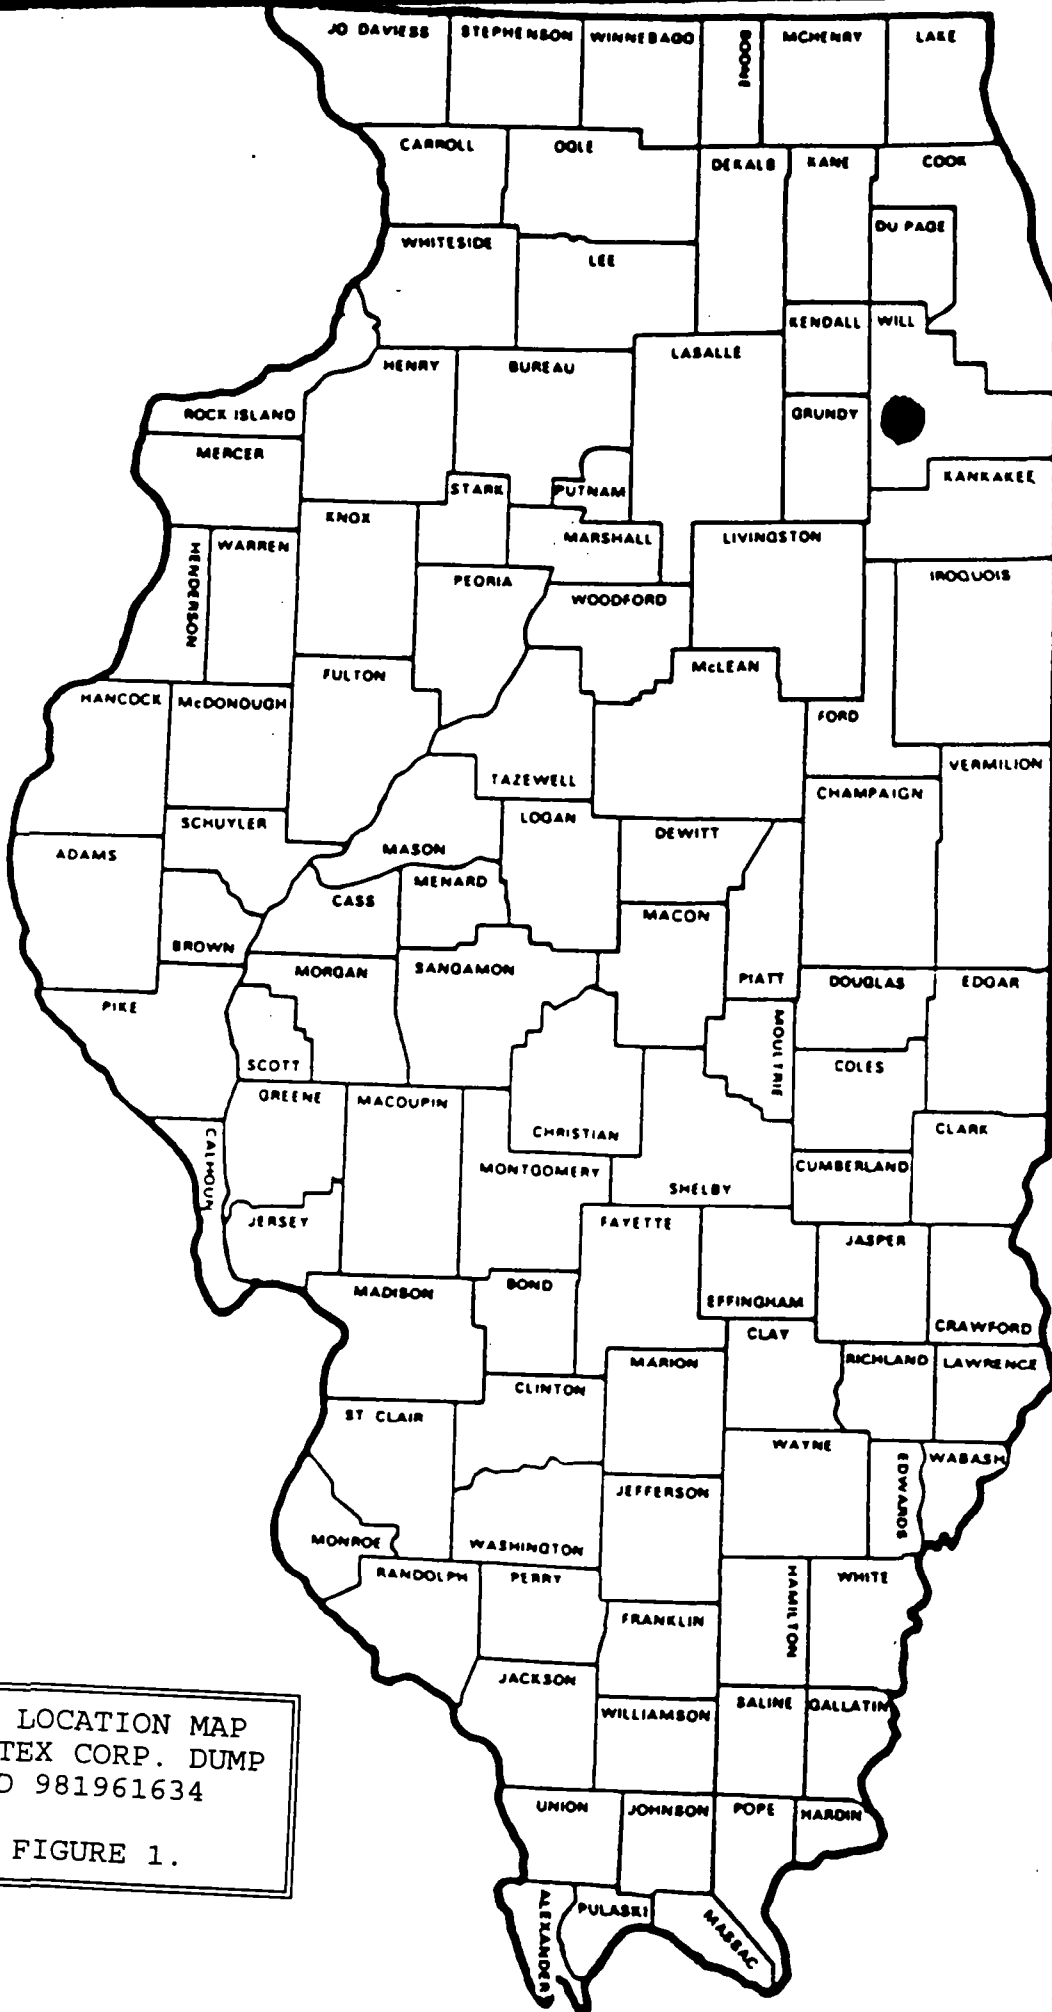 JO DAVIESS STEPHENSON WINNEBAGO BOONE MCHENRY LAKE
CARROLL OGLE DEKALB KANE COOK
DU PAGE
WHITESIDE LEE
KENDALL WILL
HENRY BUREAU LASALLE
ROCK ISLAND GRUNDY
MERCER
STARK PUTNAM KANKAKEE
KNOX
HENDERSON WARREN MARSHALL LIVINGSTON
PEORIA WOODFORD IROQUOIS
FULTON McLEAN
HANCOCK McDONOUGH FORD
TAZEWELL VERMILION
SCHUYLER LOGAN CHAMPAIGN
ADAMS MASON DEWITT
CASS MENARD
BROWN MACON
MORGAN SANGAMON
PIKE PIATT DOUGLAS EDGAR
SCOTT MOULTRIE COLES
GREENE MACOUPIN
CALHOUN CHRISTIAN CLARK
MONTGOMERY SHELBY CUMBERLAND
JERSEY FAYETTE
JASPER
MADISON BOND EFFINGHAM
CLAY CRAWFORD
MARION RICHLAND LAWRENCE
CLINTON
ST CLAIR
WAYNE EDWARDS WABASH
JEFFERSON
MONROE WASHINGTON
RANDOLPH PERRY HAMILTON WHITE
FRANKLIN
JACKSON
WILLIAMSON SALINE GALLATIN
UNION JOHNSON POPE HARDIN
ALEXANDER PULASKI MASSAC
LOCATION MAP
TEX CORP. DUMP
D 981961634
FIGURE 1.